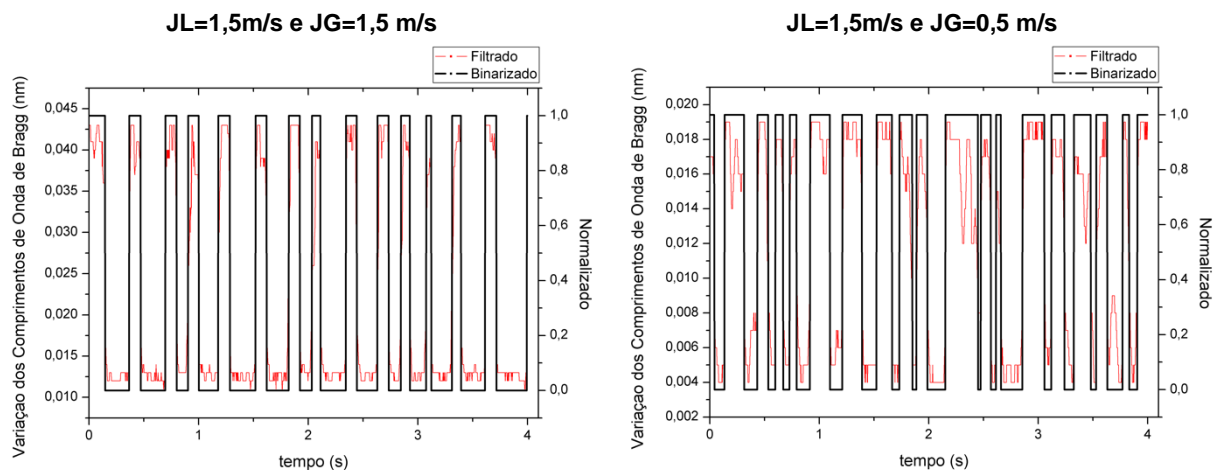 JL=1,5m/s e JG=1,5 m/s
Filtrado
Binarizado
Variaçao dos Comprimentos de Onda de Bragg (nm)
0,045
0,040
0,035
0,030
0,025
0,020
0,015
0,010
1,0
0,8
0,6
0,4
0,2
0,0
Normalizado
0 1 2 3 4
tempo (s)
JL=1,5m/s e JG=0,5 m/s
Filtrado
Binarizado
Variaçao dos Comprimentos de Onda de Bragg (nm)
0,020
0,018
0,016
0,014
0,012
0,010
0,008
0,006
0,004
0,002
1,0
0,8
0,6
0,4
0,2
0,0
Normalizado
0 1 2 3 4
tempo (s)